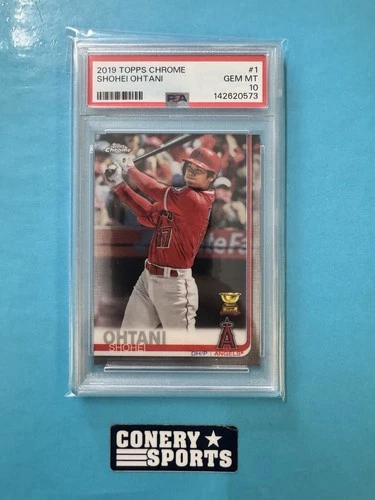 2019 TOPPS CHROME #1
SHOHEI OHTANI GEM MT
10
PSA 142620573
Topps
Chrome
17
OHTANI
SHOHEI
DH/P | ANGELS
CONERY★
SPORTS